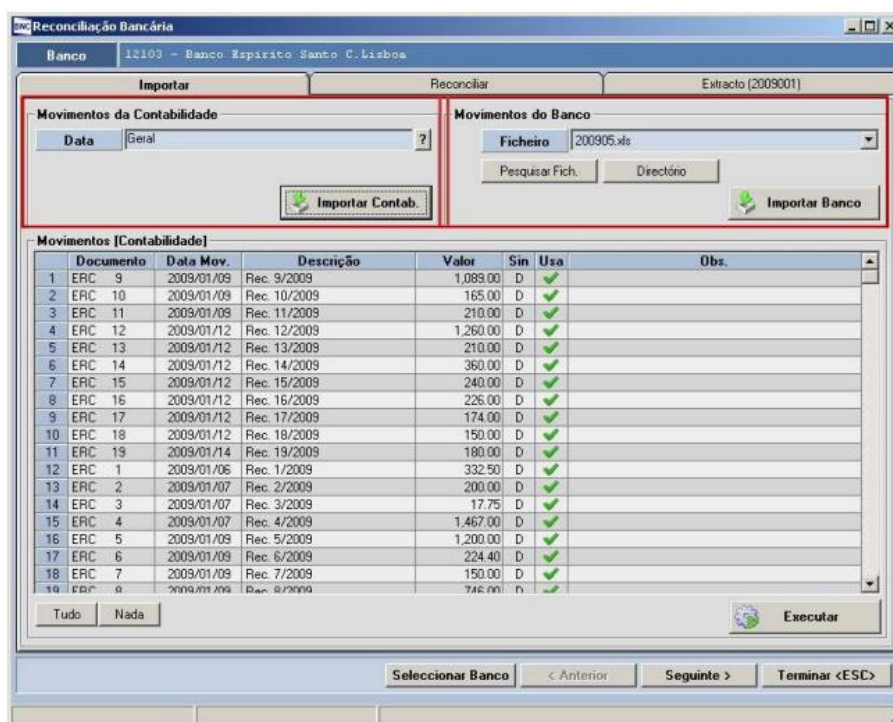 BNC Reconciliação Bancária
Banco 12103 - Banco Espirito Santo C.Lisboa
Importar Reconciliar Extracto (2009001)
Movimentos da Contabilidade Movimentos do Banco
Data Geral ? Ficheiro 200905.xls
Pesquisar Fich. Directório
Importar Contab. Importar Banco
Movimentos [Contabilidade]
Documento Data Mov. Descrição Valor Sin Usa Obs.
1 ERC 9 2009/01/09 Rec. 9/2009 1,089.00 D
2 ERC 10 2009/01/09 Rec. 10/2009 165.00 D
3 ERC 11 2009/01/09 Rec. 11/2009 210.00 D
4 ERC 12 2009/01/12 Rec. 12/2009 1,260.00 D
5 ERC 13 2009/01/12 Rec. 13/2009 210.00 D
6 ERC 14 2009/01/12 Rec. 14/2009 360.00 D
7 ERC 15 2009/01/12 Rec. 15/2009 240.00 D
8 ERC 16 2009/01/12 Rec. 16/2009 226.00 D
9 ERC 17 2009/01/12 Rec. 17/2009 174.00 D
10 ERC 18 2009/01/12 Rec. 18/2009 150.00 D
11 ERC 19 2009/01/14 Rec. 19/2009 180.00 D
12 ERC 1 2009/01/06 Rec. 1/2009 332.50 D
13 ERC 2 2009/01/07 Rec. 2/2009 200.00 D
14 ERC 3 2009/01/07 Rec. 3/2009 17.75 D
15 ERC 4 2009/01/07 Rec. 4/2009 1,467.00 D
16 ERC 5 2009/01/09 Rec. 5/2009 1,200.00 D
17 ERC 6 2009/01/09 Rec. 6/2009 224.40 D
18 ERC 7 2009/01/09 Rec. 7/2009 150.00 D
19 ERC 8 2009/01/09 Rec. 8/2009 746.00 D
Tudo Nada Executar
Seleccionar Banco < Anterior Seguinte > Terminar <ESC>